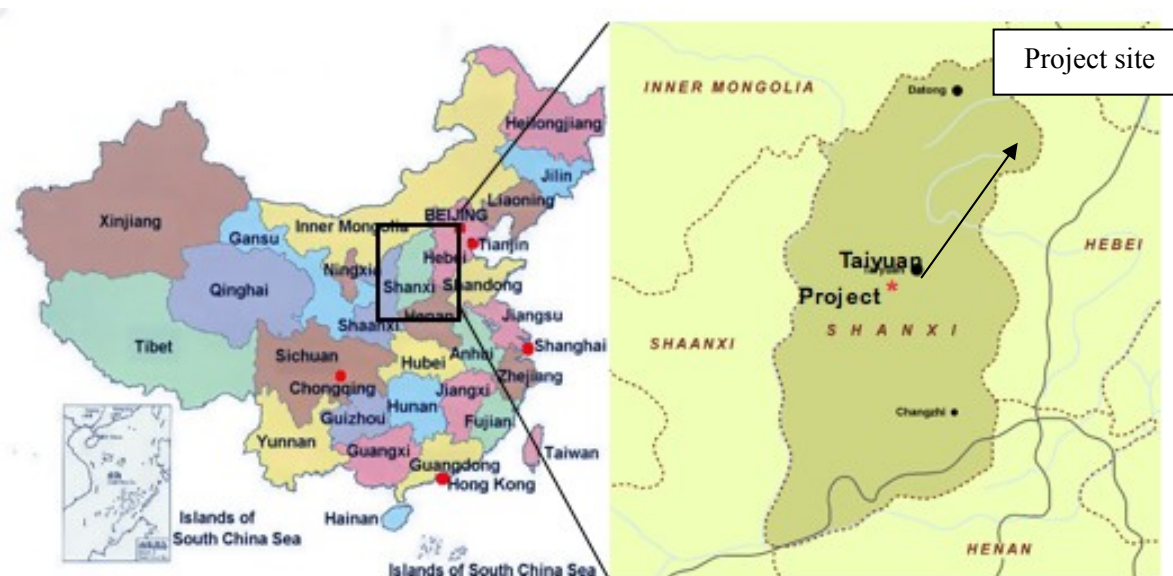 Heilongjiang
Jilin
Liaoning
BEIJING
Inner Mongolia
Tianjin
Xinjiang
Gansu
Hebei
Ningxia
Shanxi
Shandong
Qinghai
Henan
Shaanxi
Jiangsu
Tibet
Anhui
Shanghai
Sichuan
Hubei
Chongqing
Zhejiang
Jiangxi
Hunan
Guizhou
Fujian
Yunnan
Guangxi
Taiwan
Guangdong
Hong Kong
Hainan
Islands of
South China Sea
Islands of South China Sea
Project site
INNER MONGOLIA
Datong
HEBEI
Taiyuan
Taiyuan
Project *
SHANXI
SHAANXI
Changzhi
HENAN